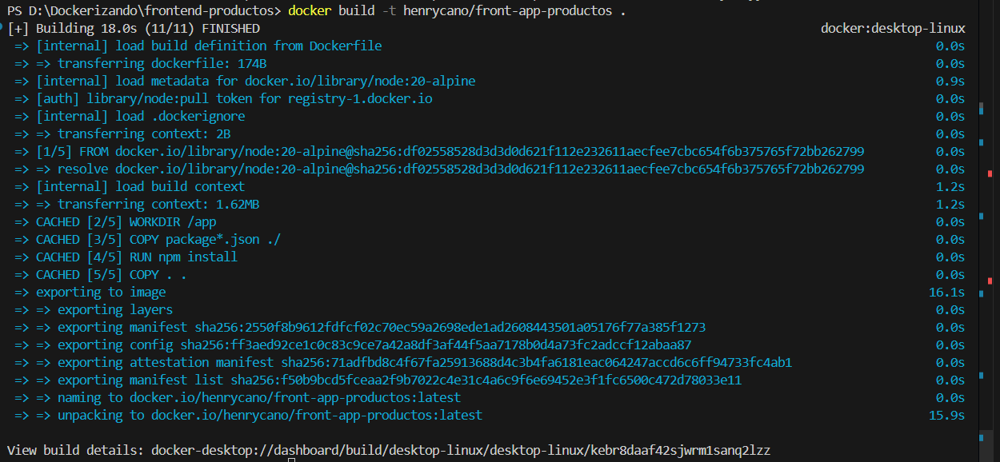 PS D:\Dockerizando\frontend-productos> docker build -t henrycano/front-app-productos .
[+] Building 18.0s (11/11) FINISHED docker:desktop-linux
=> [internal] load build definition from Dockerfile 0.0s
=> => transferring dockerfile: 174B 0.0s
=> [internal] load metadata for docker.io/library/node:20-alpine 0.9s
=> [auth] library/node:pull token for registry-1.docker.io 0.0s
=> [internal] load .dockerignore 0.0s
=> => transferring context: 2B 0.0s
=> [1/5] FROM docker.io/library/node:20-alpine@sha256:df02558528d3d3d0d621f112e232611aecfee7cbc654f6b375765f72bb262799 0.0s
=> => resolve docker.io/library/node:20-alpine@sha256:df02558528d3d3d0d621f112e232611aecfee7cbc654f6b375765f72bb262799 0.0s
=> [internal] load build context 1.2s
=> => transferring context: 1.62MB 1.2s
=> CACHED [2/5] WORKDIR /app 0.0s
=> CACHED [3/5] COPY package*.json ./ 0.0s
=> CACHED [4/5] RUN npm install 0.0s
=> CACHED [5/5] COPY . . 0.0s
=> exporting to image 16.1s
=> => exporting layers 0.0s
=> => exporting manifest sha256:2550f8b9612fdfcf02c70ec59a2698ede1ad2608443501a05176f77a385f1273 0.0s
=> => exporting config sha256:ff3aed92ce1c0c83c9ce7a42a8df3af44f5aa7178b0d4a73fc2adccf12abaa87 0.0s
=> => exporting attestation manifest sha256:71adfbd8c4f67fa25913688d4c3b4fa6181eac064247accd6c6ff94733fc4ab1 0.0s
=> => exporting manifest list sha256:f50b9bcd5fceaa2f9b7022c4e31c4a6c9f6e69452e3f1fc6500c472d78033e11 0.0s
=> => naming to docker.io/henrycano/front-app-productos:latest 0.0s
=> => unpacking to docker.io/henrycano/front-app-productos:latest 15.9s
View build details: docker-desktop://dashboard/build/desktop-linux/desktop-linux/kebr8daaf42sjwrm1sanq2lzz